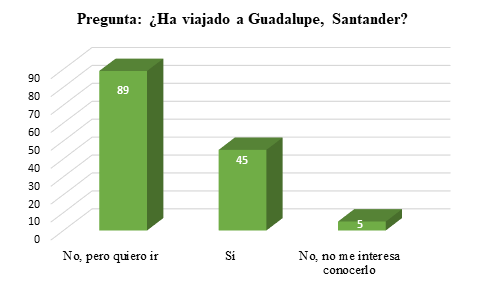 Pregunta: ¿Ha viajado a Guadalupe, Santander?
90
80
70
60
50
40
30
20
10
0
89
45
5
No, pero quiero ir
Sí
No, no me interesa
conocerlo